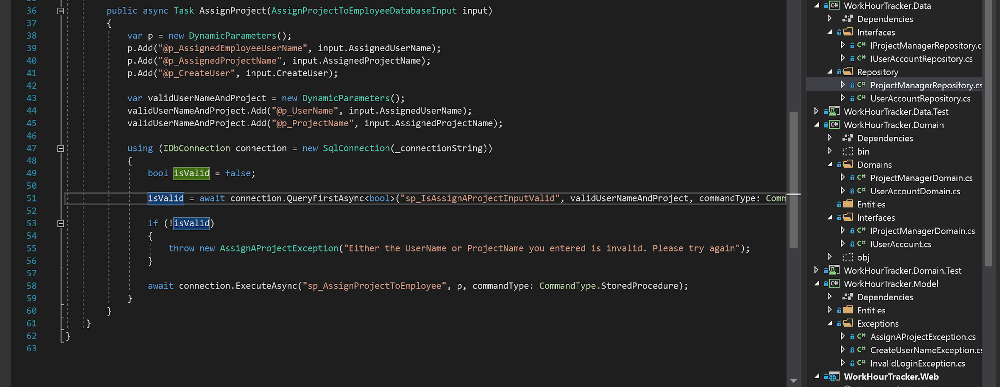 36 public async Task AssignProject(AssignProjectToEmployeeDatabaseInput input)
37 {
38 var p = new DynamicParameters();
39 p.Add("@p_AssignedEmployeeUserName", input.AssignedUserName);
40 p.Add("@p_AssignedProjectName", input.AssignedProjectName);
41 p.Add("@p_CreateUser", input.CreateUser);
42
43 var validUserNameAndProject = new DynamicParameters();
44 validUserNameAndProject.Add("@p_UserName", input.AssignedUserName);
45 validUserNameAndProject.Add("@p_ProjectName", input.AssignedProjectName);
46
47 using (IDbConnection connection = new SqlConnection(_connectionString))
48 {
49 bool isValid = false;
50
51 isValid = await connection.QueryFirstAsync<bool>("sp_IsAssignAProjectInputValid", validUserNameAndProject, commandType: Comm
52
53 if (!isValid)
54 {
55 throw new AssignAProjectException("Either the UserName or ProjectName you entered is invalid. Please try again");
56 }
57
58 await connection.ExecuteAsync("sp_AssignProjectToEmployee", p, commandType: CommandType.StoredProcedure);
59 }
60 }
61 }
62 }
63
C# WorkHourTracker.Data
Dependencies
Interfaces
C# IProjectManagerRepository.cs
C# IUserAccountRepository.cs
Repository
C# ProjectManagerRepository.cs
C# UserAccountRepository.cs
WorkHourTracker.Data.Test
C# WorkHourTracker.Domain
Dependencies
bin
Domains
C# ProjectManagerDomain.cs
C# UserAccountDomain.cs
Entities
Interfaces
C# IProjectManagerDomain.cs
C# IUserAccount.cs
obj
WorkHourTracker.Domain.Test
C# WorkHourTracker.Model
Dependencies
Entities
Exceptions
C# AssignAProjectException.cs
C# CreateUserNameException.cs
C# InvalidLoginException.cs
WorkHourTracker.Web